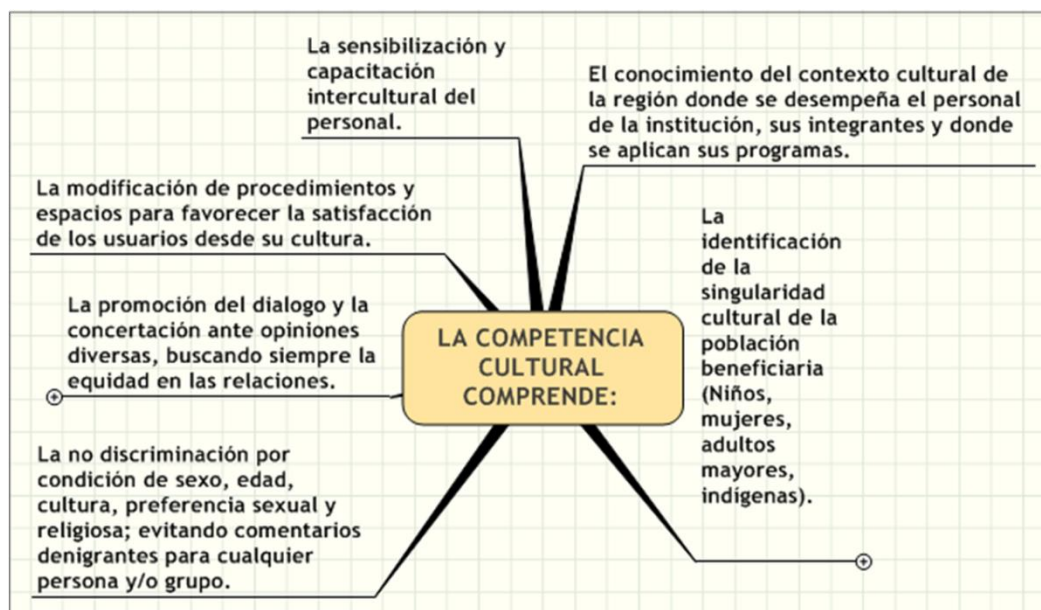 La sensibilización y
capacitación
intercultural del
personal.
El conocimiento del contexto cultural de
la región donde se desempeña el personal
de la institución, sus integrantes y donde
se aplican sus programas.
La modificación de procedimientos y
espacios para favorecer la satisfacción
de los usuarios desde su cultura.
La
identificación
de la
singularidad
cultural de la
población
beneficiaria
(Niños,
mujeres,
adultos
mayores,
indígenas).
La promoción del dialogo y la
concertación ante opiniones
diversas, buscando siempre la
equidad en las relaciones.
LA COMPETENCIA
CULTURAL
COMPRENDE:
La no discriminación por
condición de sexo, edad,
cultura, preferencia sexual y
religiosa; evitando comentarios
denigrantes para cualquier
persona y/o grupo.